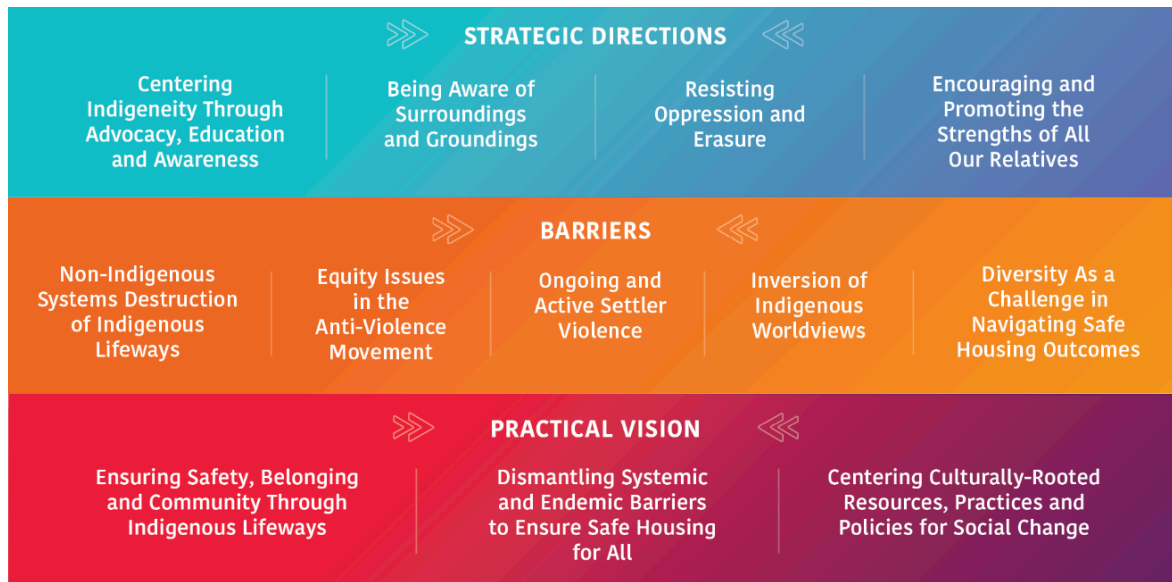 STRATEGIC DIRECTIONS
Centering
Indigeneity Through
Advocacy, Education
and Awareness
Being Aware of
Surroundings
and Groundings
Resisting
Oppression and
Erasure
Encouraging and
Promoting the
Strengths of All
Our Relatives
BARRIERS
Non-Indigenous
Systems Destruction
of Indigenous
Lifeways
Equity Issues
in the
Anti-Violence
Movement
Ongoing and
Active Settler
Violence
Inversion of
Indigenous
Worldviews
Diversity As a
Challenge in
Navigating Safe
Housing Outcomes
PRACTICAL VISION
Ensuring Safety, Belonging
and Community Through
Indigenous Lifeways
Dismantling Systemic
and Endemic Barriers
to Ensure Safe Housing
for All
Centering Culturally-Rooted
Resources, Practices and
Policies for Social Change